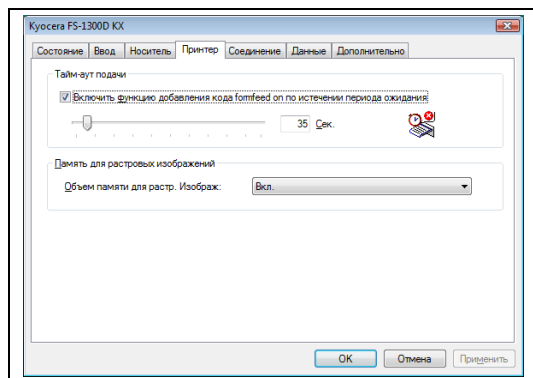 Kyocera FS-1300D KX
Состояние Ввод Носитель Принтер Соединение Данные Дополнительно
Тайм-аут подачи
Включить функцию добавления кода formfeed on по истечении периода ожидания
35 Сек.
Память для растровых изображений
Объем памяти для растр. Изображ: Вкл.
OK Отмена Применить